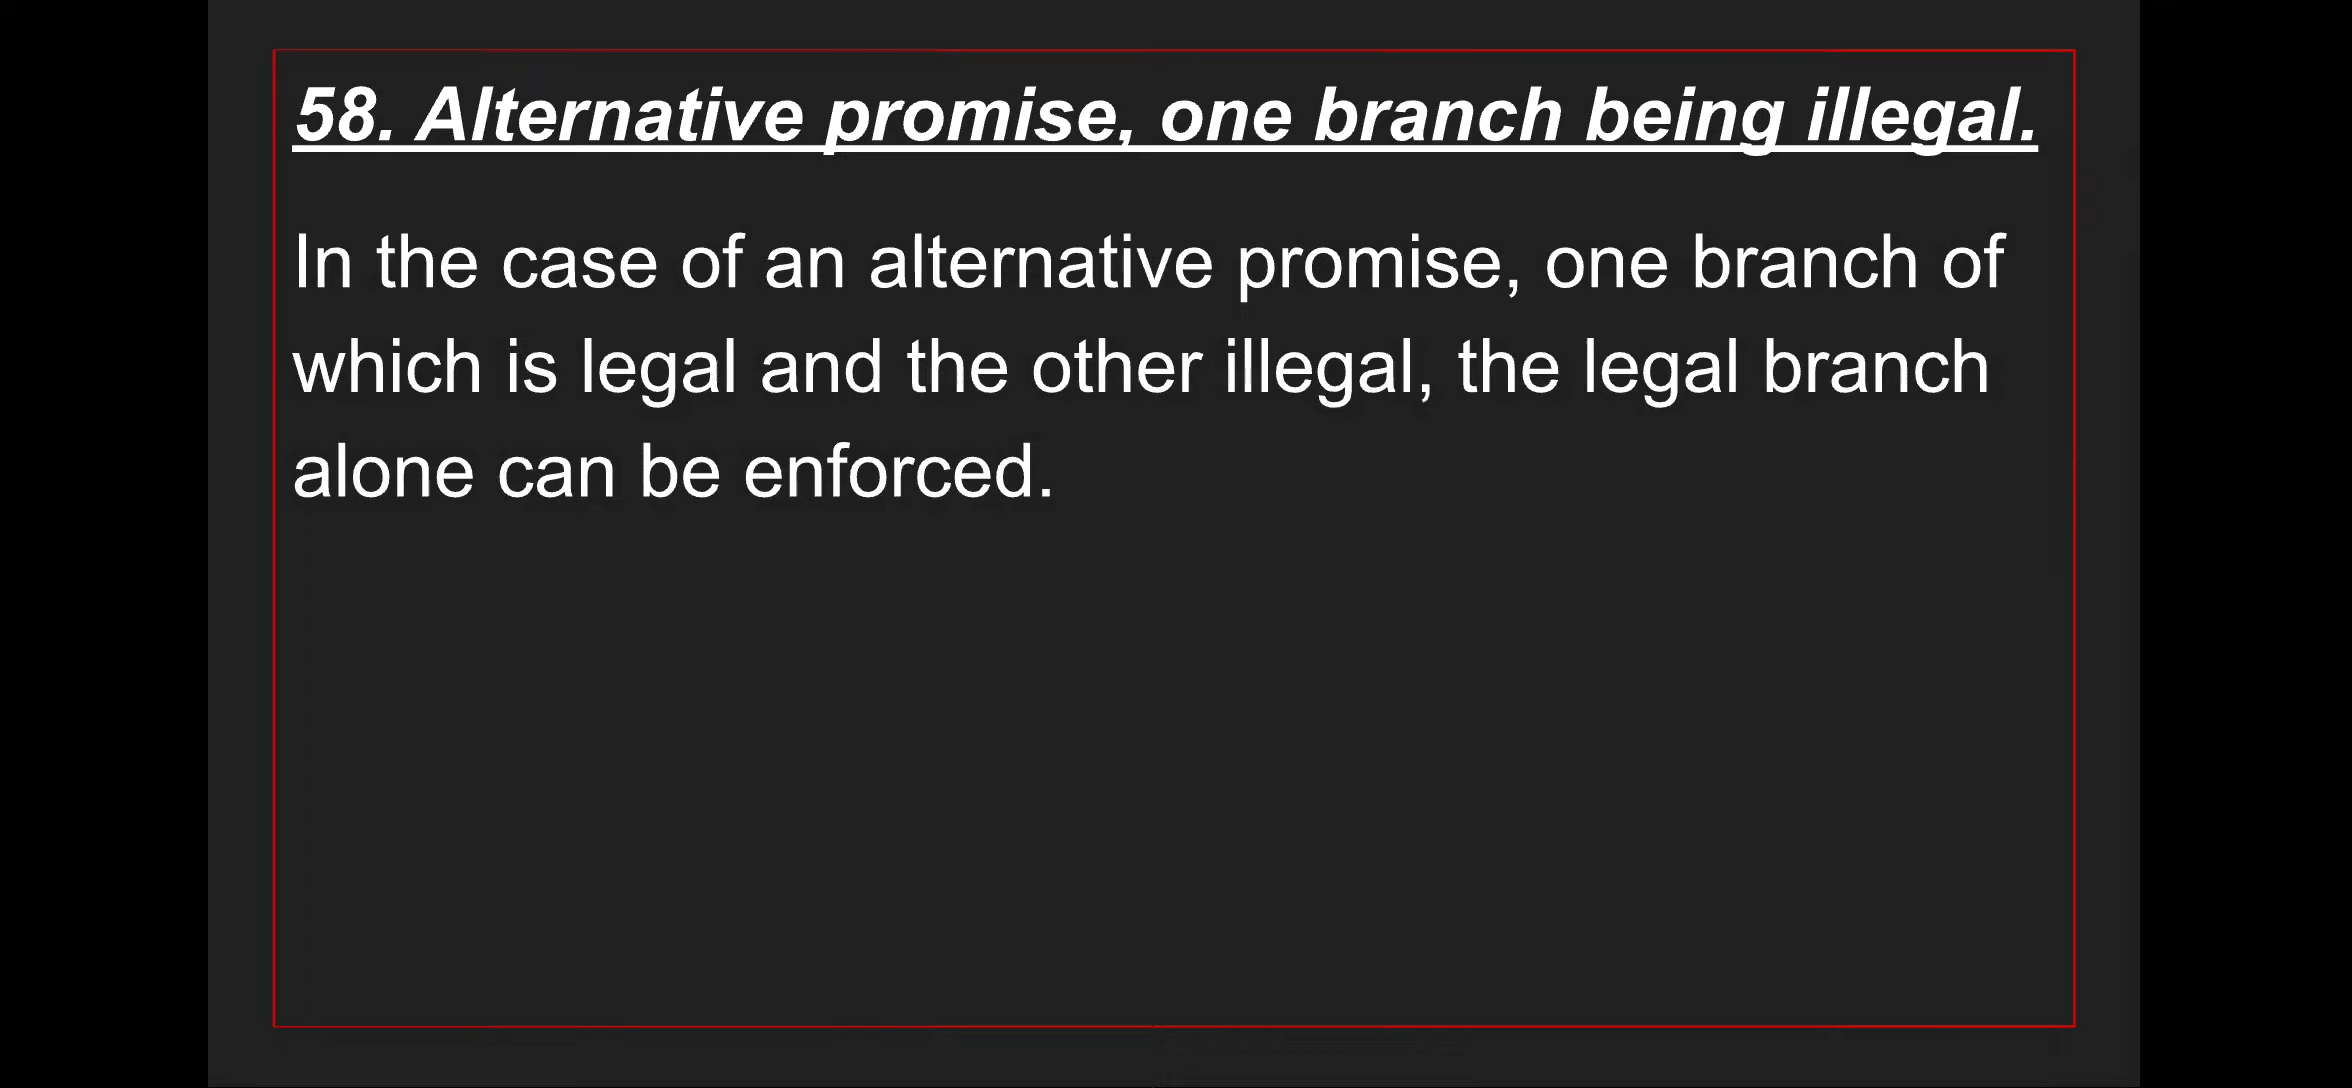 58. Alternative promise, one branch being illegal.
In the case of an alternative promise, one branch of
which is legal and the other illegal, the legal branch
alone can be enforced.